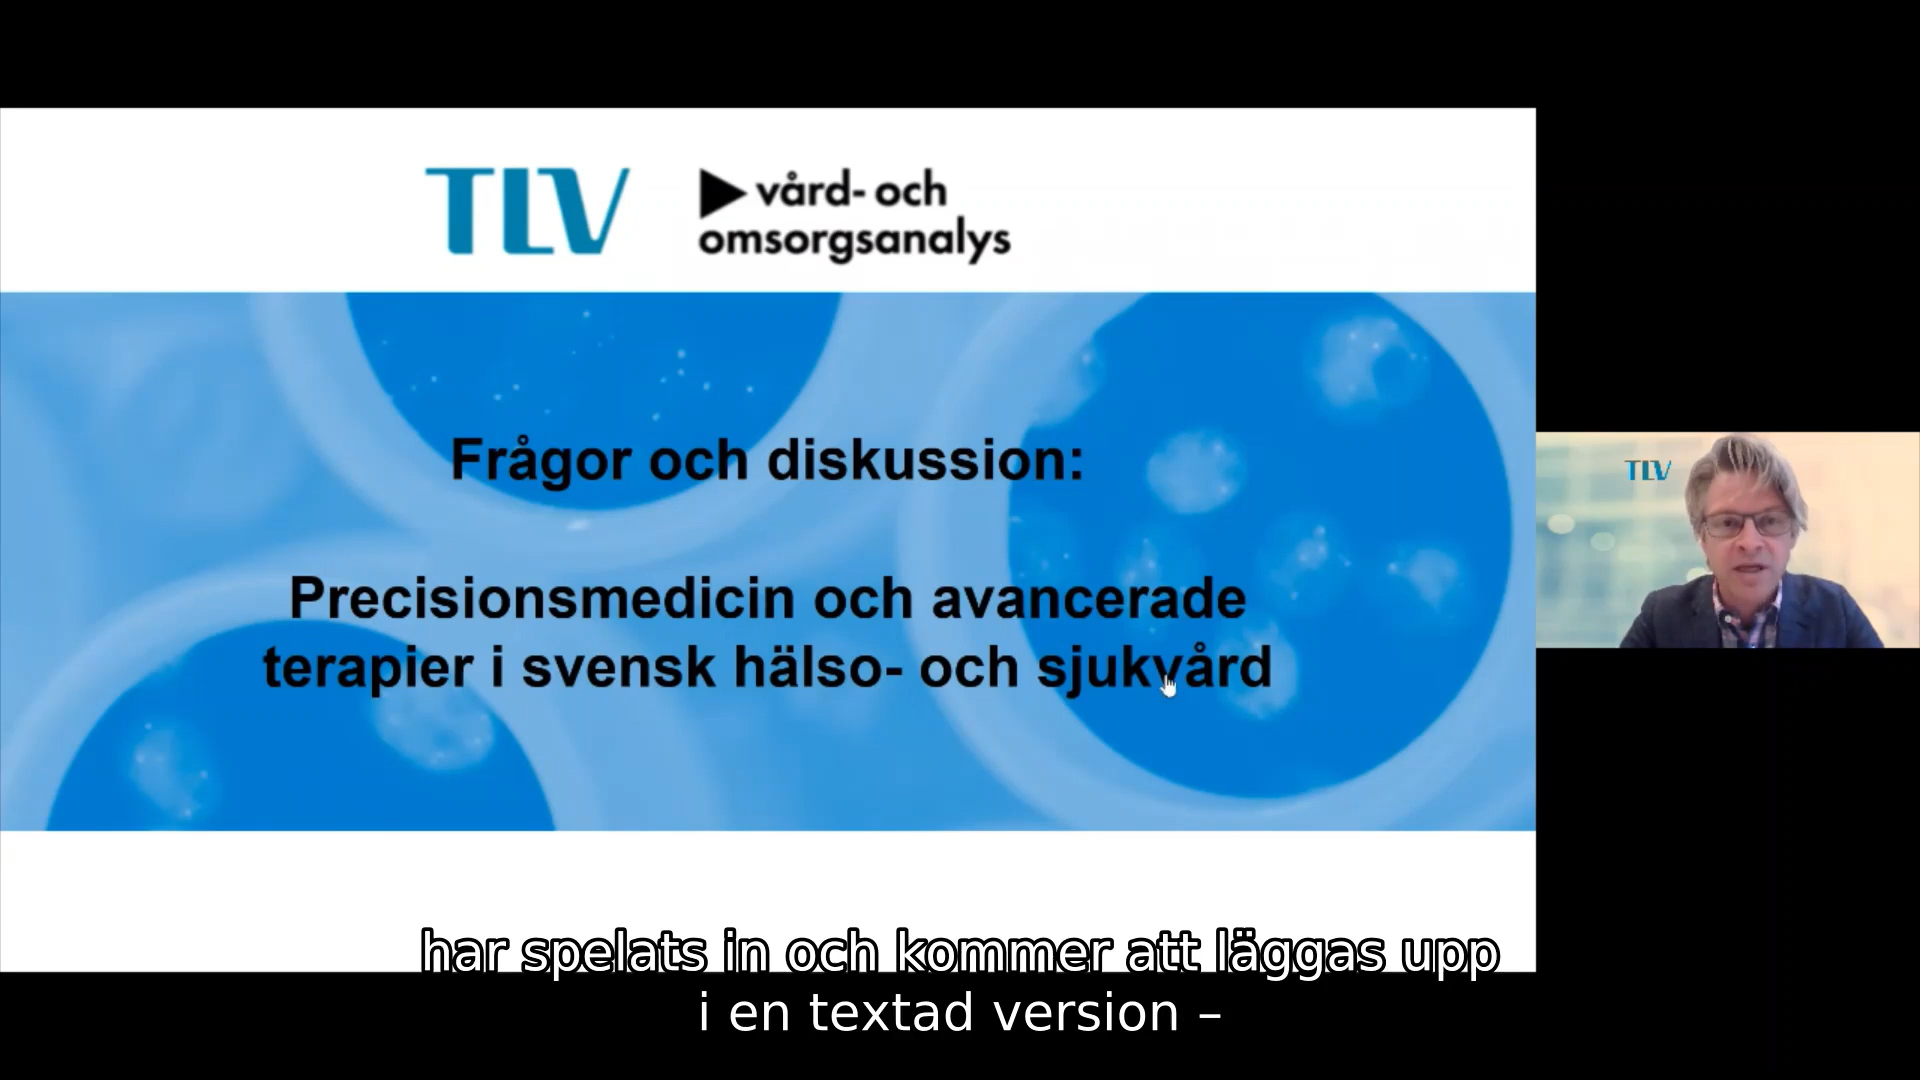 TLV
vård- och
omsorgsanalys
Frågor och diskussion:
Precisionsmedicin och avancerade
terapier i svensk hälso- och sjukvård
TLV
har spelats in och kommer att läggas upp
i en textad version –